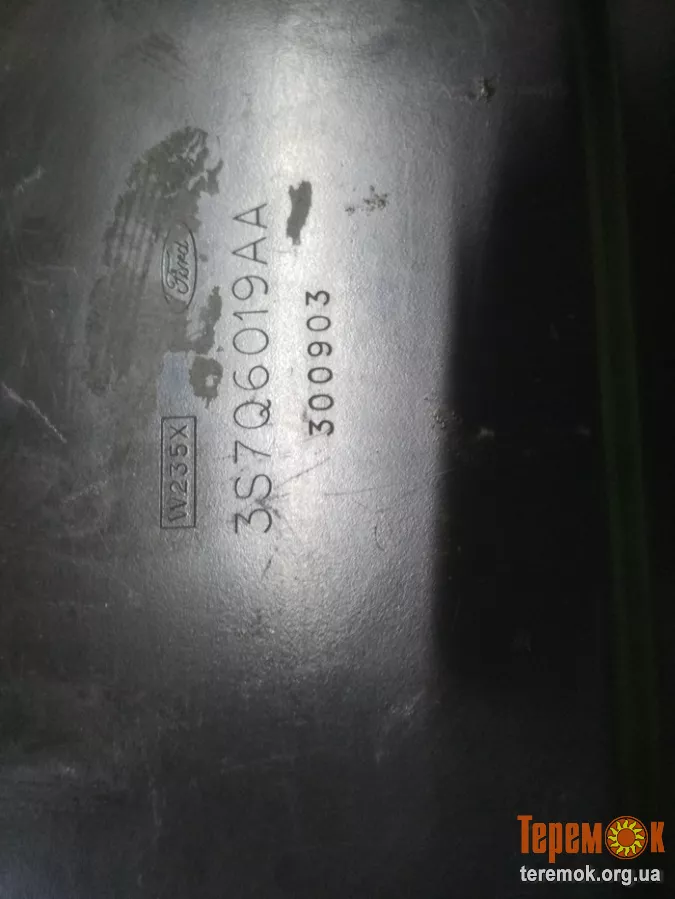 Ford
W235X
3S7Q6019AA
300903
Теремок
teremok.org.ua